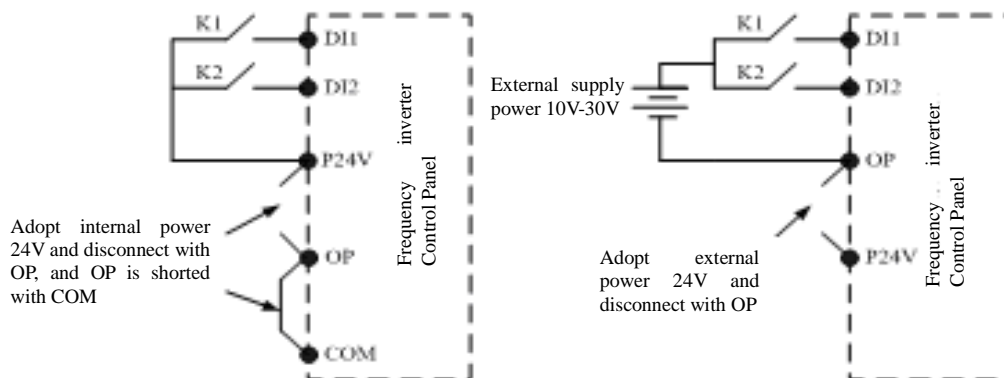 K1
DI1
K2
DI2
P24V
Adopt internal power
24V and disconnect with
OP, and OP is shorted
with COM
OP
COM
Frequency inverter
Control Panel
K1
DI1
K2
DI2
External supply
power 10V-30V
OP
Adopt external
power 24V and
disconnect with OP
P24V
Frequency inverter
Control Panel